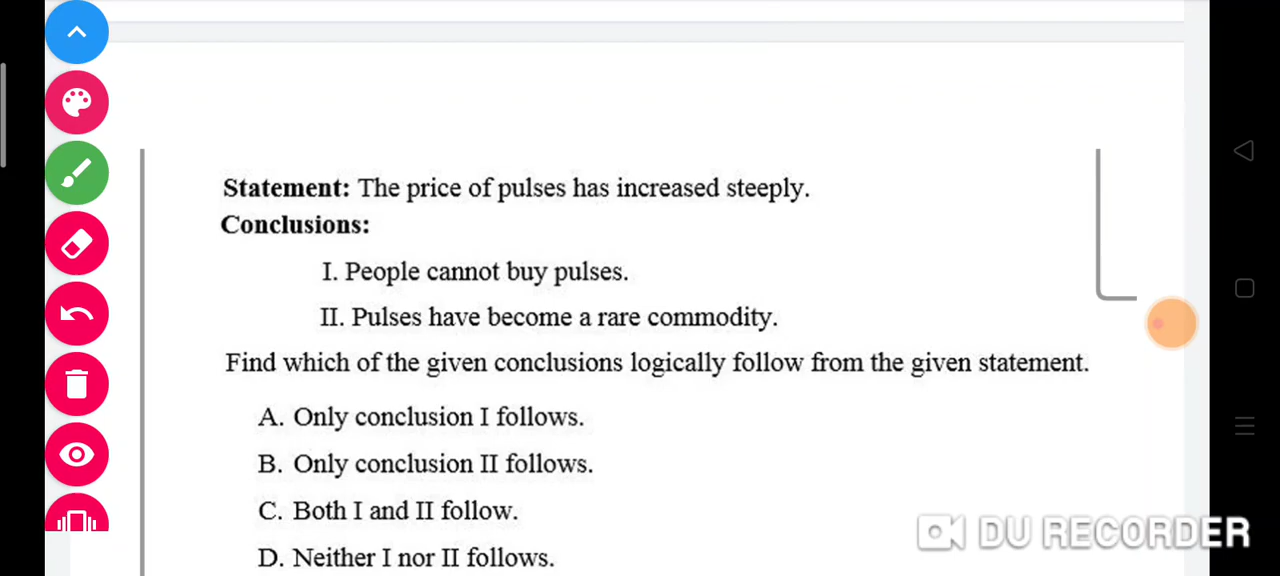 Statement: The price of pulses has increased steeply.
Conclusions:
I. People cannot buy pulses.
II. Pulses have become a rare commodity.
Find which of the given conclusions logically follow from the given statement.
A. Only conclusion I follows.
B. Only conclusion II follows.
C. Both I and II follow.
D. Neither I nor II follows.
DU RECORDER